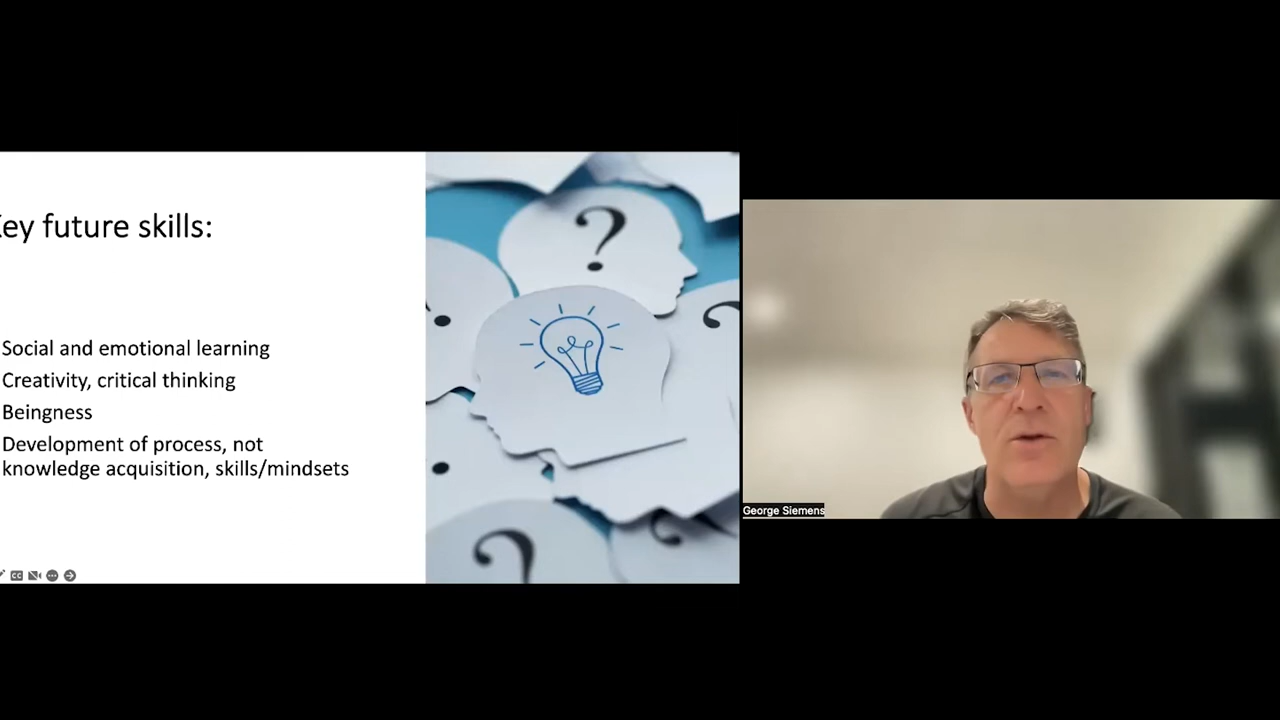 ey future skills:
Social and emotional learning
Creativity, critical thinking
Beingness
Development of process, not
knowledge acquisition, skills/mindsets
?
?
?
CC
George Siemens